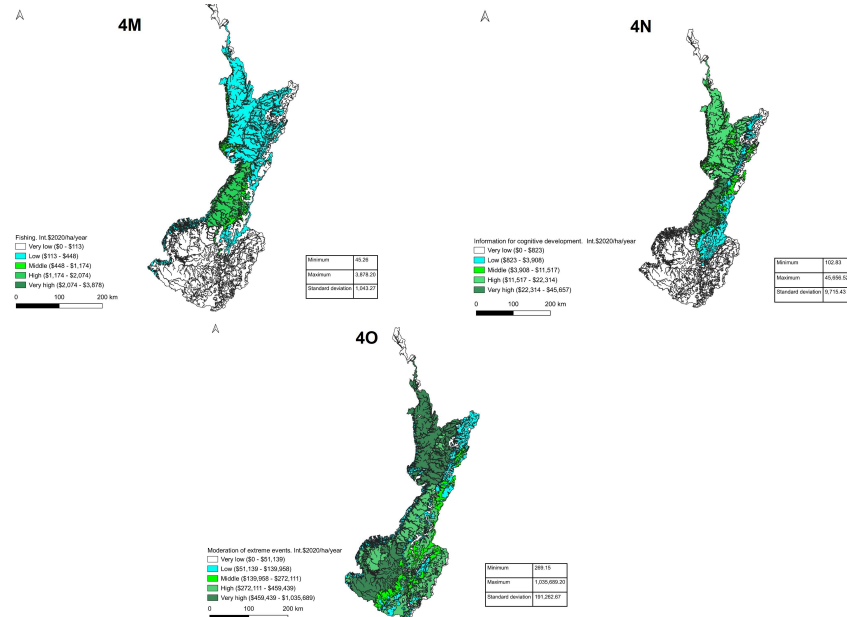 4M
Fishing. Int.$2020/ha/year
Very low ($0 - $113)
Low ($113 - $448)
Middle ($448 - $1,174)
High ($1,174 - $2,074)
Very high ($2,074 - $3,878)
0 100 200 km
Minimum 45.26
Maximum 3,878.20
Standard deviation 1,043.27
4N
Information for cognitive development. Int.$2020/ha/year
Very low ($0 - $823)
Low ($823 - $3,908)
Middle ($3,908 - $11,517)
High ($11,517 - $22,314)
Very high ($22,314 - $45,657)
0 100 200 km
Minimum 102.83
Maximum 45,656.52
Standard deviation 9,715.43
4O
Moderation of extreme events. Int.$2020/ha/year
Very low ($0 - $51,139)
Low ($51,139 - $139,958)
Middle ($139,958 - $272,111)
High ($272,111 - $459,439)
Very high ($459,439 - $1,035,689)
0 100 200 km
Minimum 269.15
Maximum 1,035,689.20
Standard deviation 191,262.67